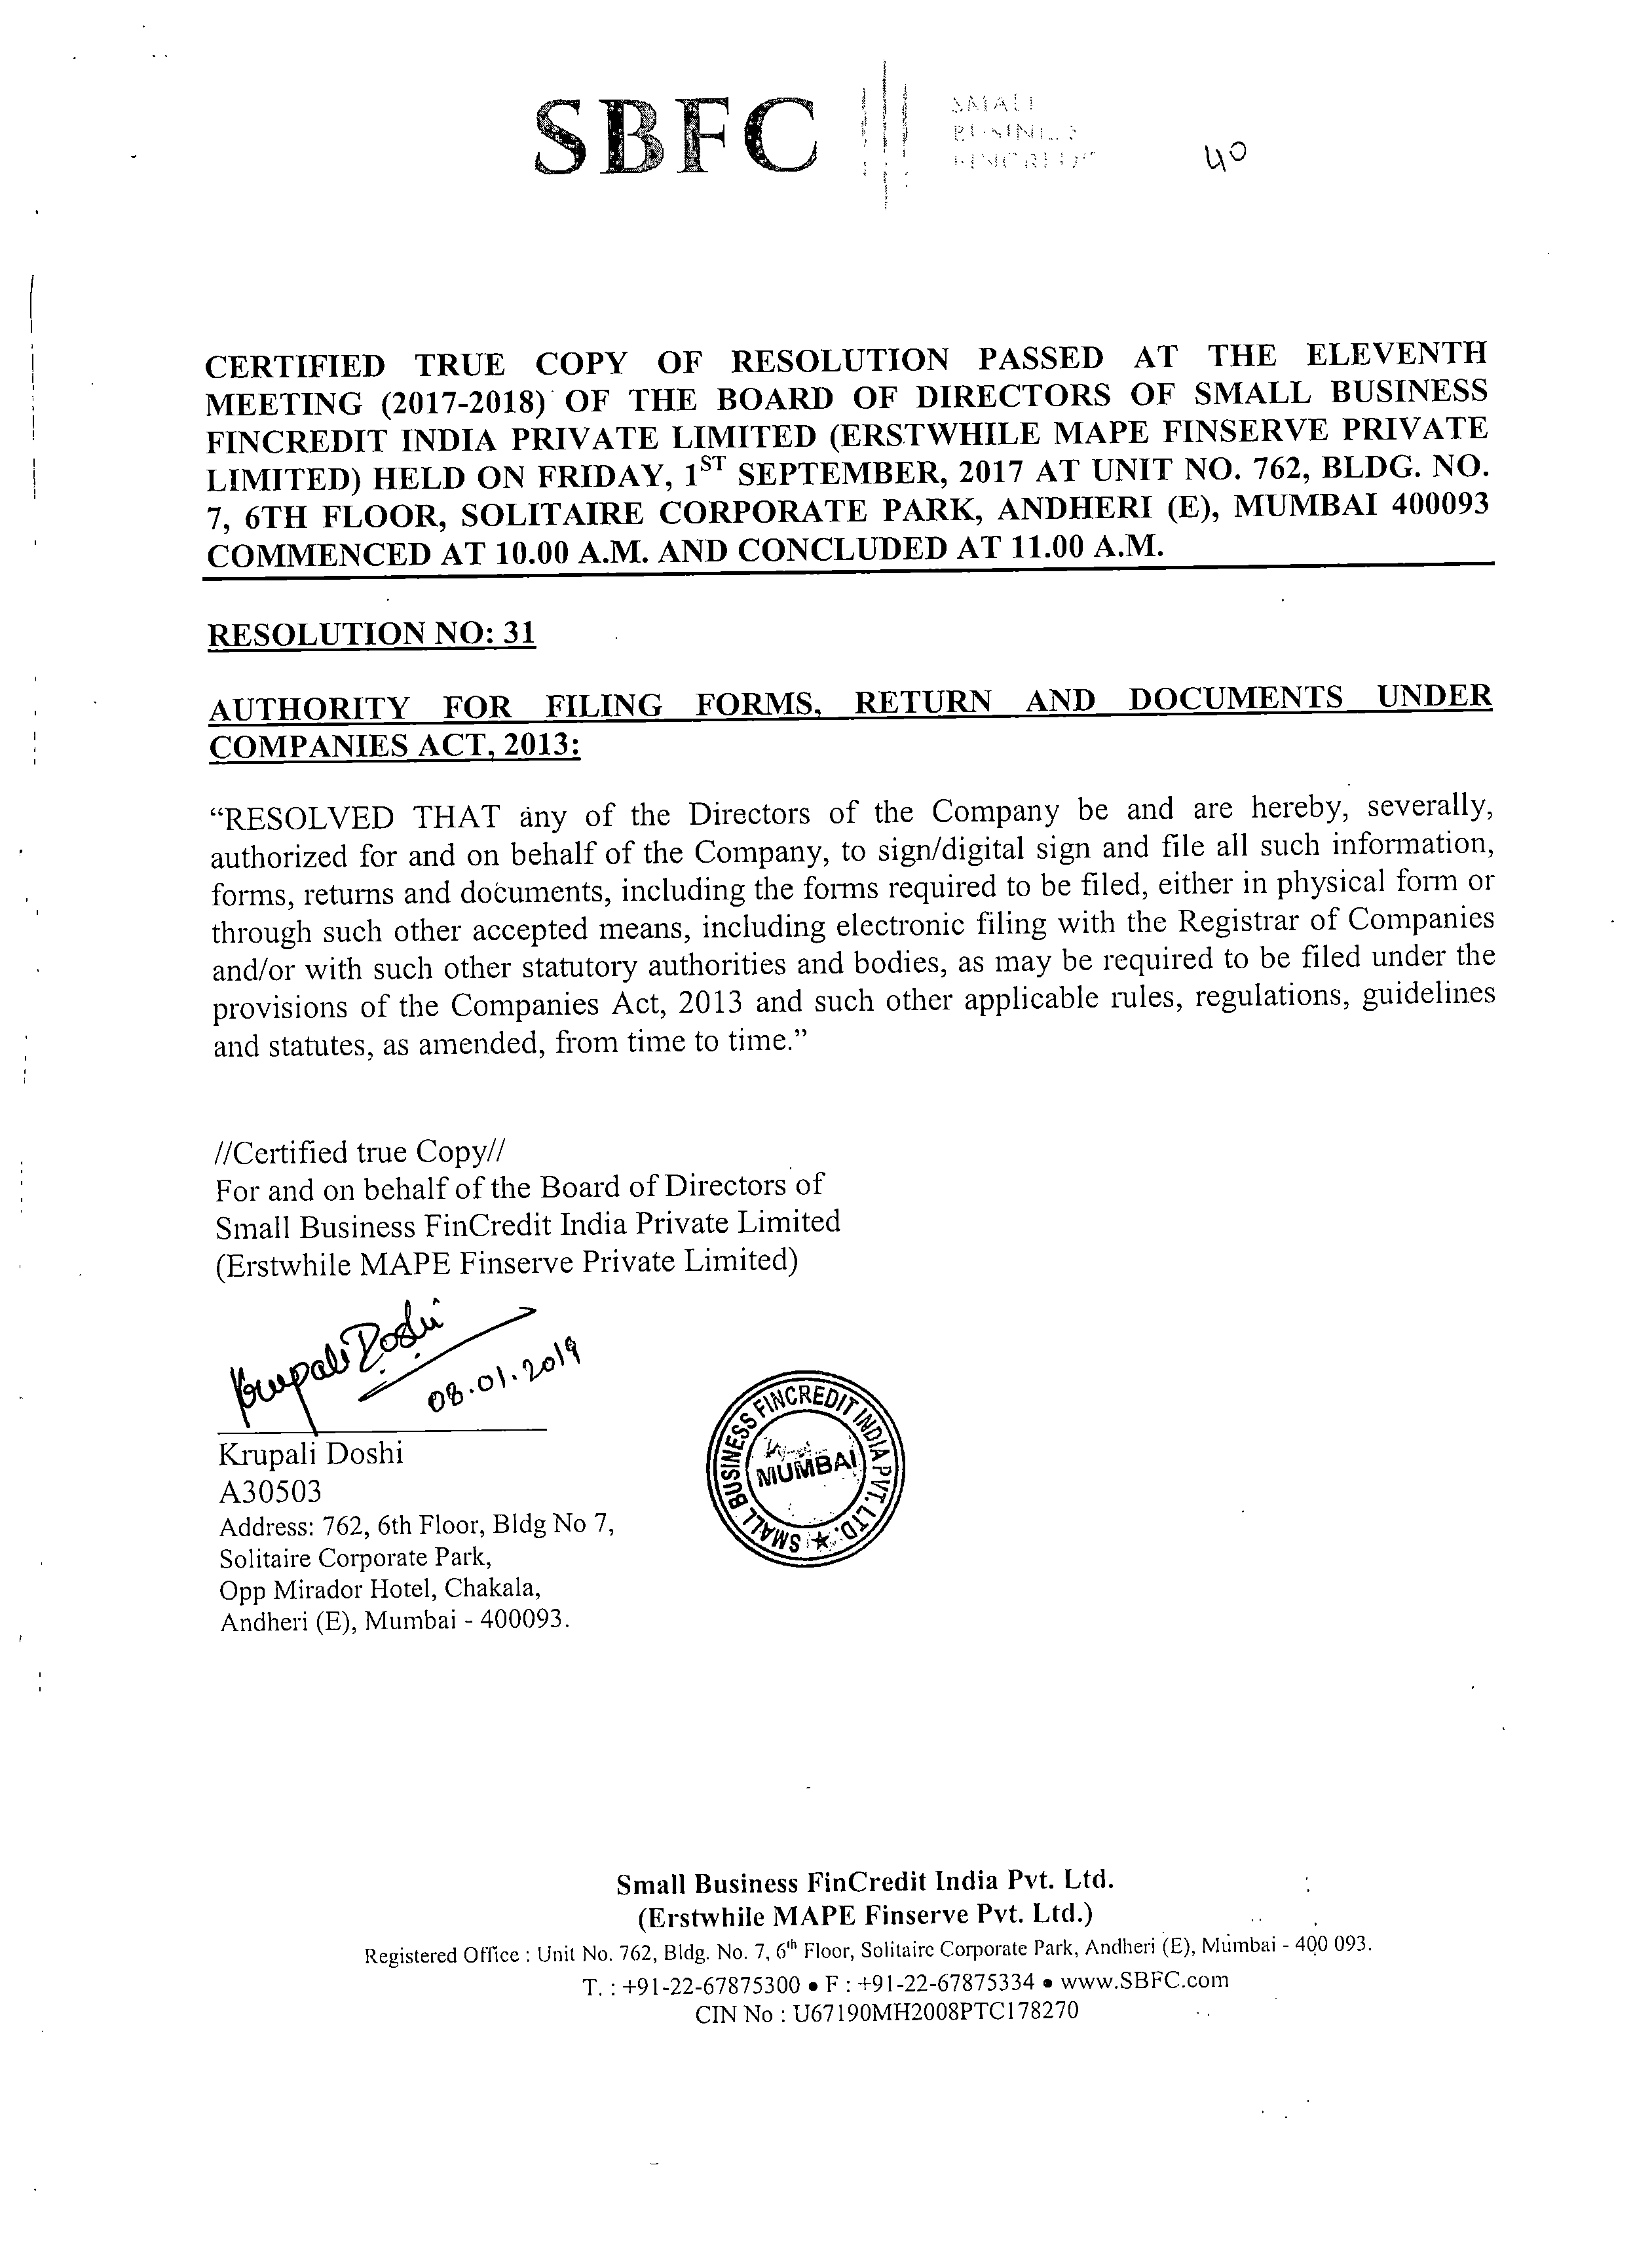 SBFC
SMALL
BUSINESS
FINCREDIT
40
CERTIFIED TRUE COPY OF RESOLUTION PASSED AT THE ELEVENTH
MEETING (2017-2018) OF THE BOARD OF DIRECTORS OF SMALL BUSINESS
FINCREDIT INDIA PRIVATE LIMITED (ERSTWHILE MAPE FINSERVE PRIVATE
LIMITED) HELD ON FRIDAY, 1ST SEPTEMBER, 2017 AT UNIT NO. 762, BLDG. NO.
7, 6TH FLOOR, SOLITAIRE CORPORATE PARK, ANDHERI (E), MUMBAI 400093
COMMENCED AT 10.00 A.M. AND CONCLUDED AT 11.00 A.M.
RESOLUTION NO: 31
AUTHORITY FOR FILING FORMS, RETURN AND DOCUMENTS UNDER
COMPANIES ACT, 2013:
“RESOLVED THAT any of the Directors of the Company be and are hereby, severally,
authorized for and on behalf of the Company, to sign/digital sign and file all such information,
forms, returns and documents, including the forms required to be filed, either in physical form or
through such other accepted means, including electronic filing with the Registrar of Companies
and/or with such other statutory authorities and bodies, as may be required to be filed under the
provisions of the Companies Act, 2013 and such other applicable rules, regulations, guidelines
and statutes, as amended, from time to time.”
//Certified true Copy//
For and on behalf of the Board of Directors of
Small Business FinCredit India Private Limited
(Erstwhile MAPE Finserve Private Limited)
Krupali Doshi
08.01.2019
Krupali Doshi
A30503
Address: 762, 6th Floor, Bldg No 7,
Solitaire Corporate Park,
Opp Mirador Hotel, Chakala,
Andheri (E), Mumbai - 400093.
SMALL BUSINESS FINCREDIT INDIA PVT. LTD.
MUMBAI
Small Business FinCredit India Pvt. Ltd.
(Erstwhile MAPE Finserve Pvt. Ltd.)
Registered Office : Unit No. 762, Bldg. No. 7, 6th Floor, Solitaire Corporate Park, Andheri (E), Mumbai - 400 093.
T. : +91-22-67875300 • F : +91-22-67875334 • www.SBFC.com
CIN No : U67190MH2008PTC178270